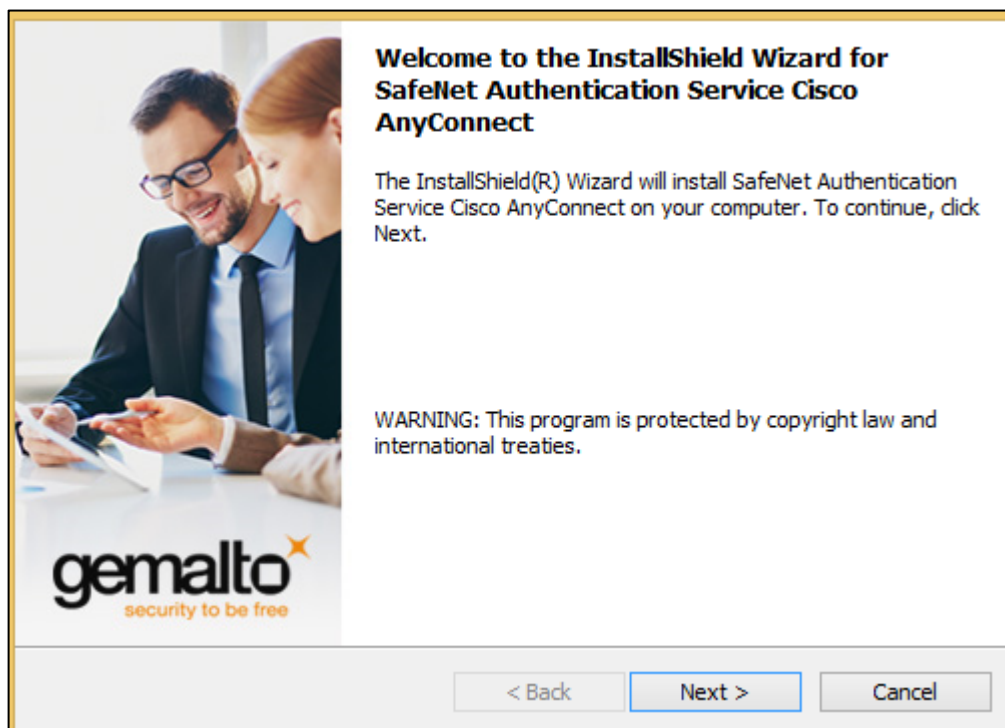 Welcome to the InstallShield Wizard for
SafeNet Authentication Service Cisco
AnyConnect
The InstallShield(R) Wizard will install SafeNet Authentication
Service Cisco AnyConnect on your computer. To continue, click
Next.
WARNING: This program is protected by copyright law and
international treaties.
gemalto
security to be free
< Back Next > Cancel